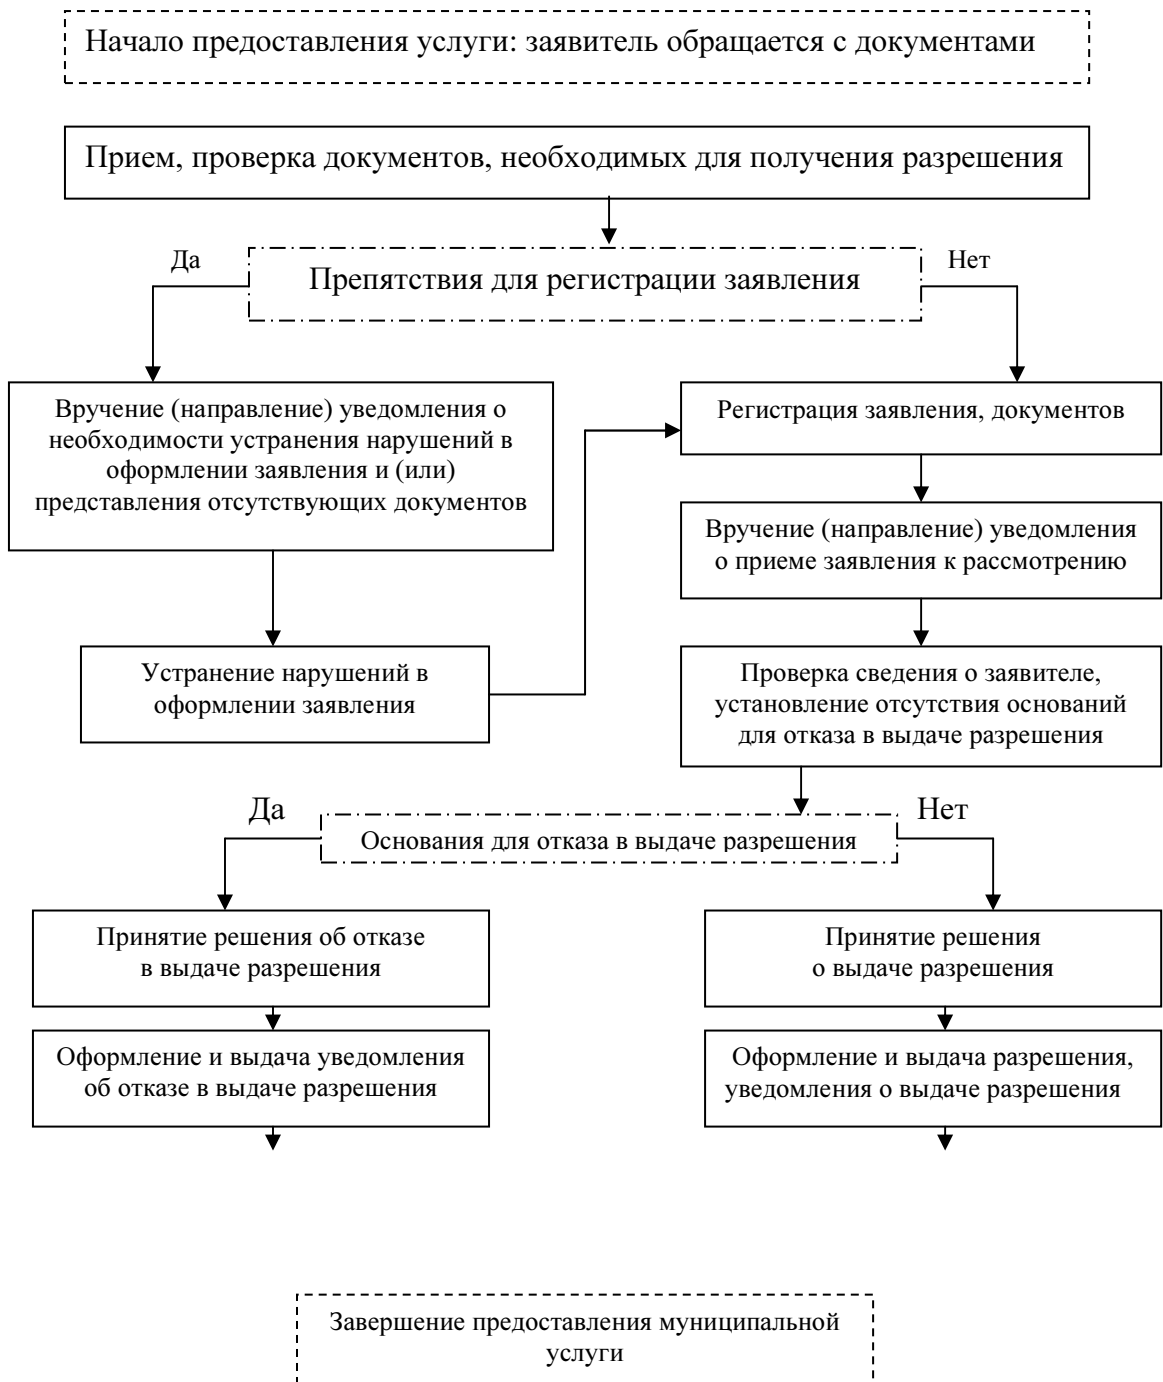 Начало предоставления услуги: заявитель обращается с документами
Прием, проверка документов, необходимых для получения разрешения
Да
Нет
Препятствия для регистрации заявления
Вручение (направление) уведомления о
необходимости устранения нарушений в
оформлении заявления и (или)
представления отсутствующих документов
Регистрация заявления, документов
Вручение (направление) уведомления
о приеме заявления к рассмотрению
Устранение нарушений в
оформлении заявления
Проверка сведения о заявителе,
установление отсутствия оснований
для отказа в выдаче разрешения
Да
Нет
Основания для отказа в выдаче разрешения
Принятие решения об отказе
в выдаче разрешения
Принятие решения
о выдаче разрешения
Оформление и выдача уведомления
об отказе в выдаче разрешения
Оформление и выдача разрешения,
уведомления о выдаче разрешения
Завершение предоставления муниципальной
услуги